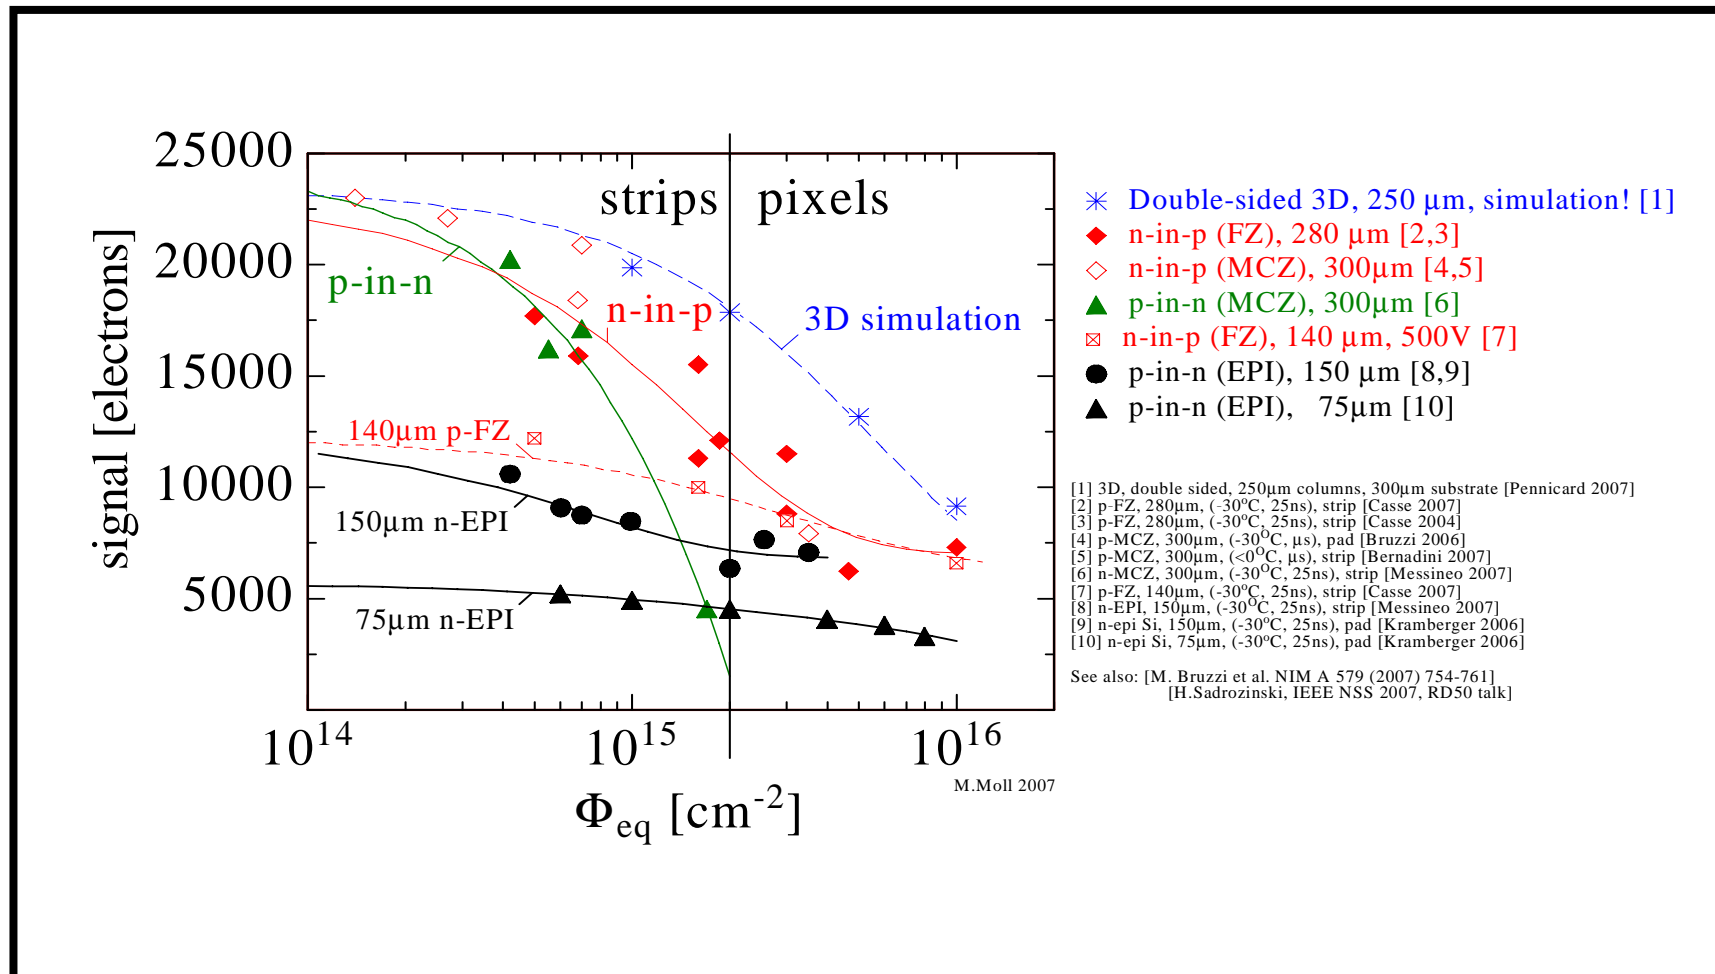 25000
20000
15000
10000
5000
signal [electrons]
strips
pixels
p-in-n
n-in-p
3D simulation
140μm p-FZ
150μm n-EPI
75μm n-EPI
10^14
10^15
10^16
M.Moll 2007
Φeq [cm^-2]
Double-sided 3D, 250 μm, simulation! [1]
n-in-p (FZ), 280 μm [2,3]
n-in-p (MCZ), 300μm [4,5]
p-in-n (MCZ), 300μm [6]
n-in-p (FZ), 140 μm, 500V [7]
p-in-n (EPI), 150 μm [8,9]
p-in-n (EPI), 75μm [10]
[1] 3D, double sided, 250μm columns, 300μm substrate [Pennicard 2007]
[2] p-FZ, 280μm, (-30°C, 25ns), strip [Casse 2007]
[3] p-FZ, 280μm, (-30°C, 25ns), strip [Casse 2004]
[4] p-MCZ, 300μm, (-30°C, μs), pad [Bruzzi 2006]
[5] p-MCZ, 300μm, (<0°C, μs), strip [Bernadini 2007]
[6] n-MCZ, 300μm, (-30°C, 25ns), strip [Messineo 2007]
[7] p-FZ, 140μm, (-30°C, 25ns), strip [Casse 2007]
[8] n-EPI, 150μm, (-30°C, 25ns), strip [Messineo 2007]
[9] n-epi Si, 150μm, (-30°C, 25ns), pad [Kramberger 2006]
[10] n-epi Si, 75μm, (-30°C, 25ns), pad [Kramberger 2006]
See also: [M. Bruzzi et al. NIM A 579 (2007) 754-761]
[H.Sadrozinski, IEEE NSS 2007, RD50 talk]